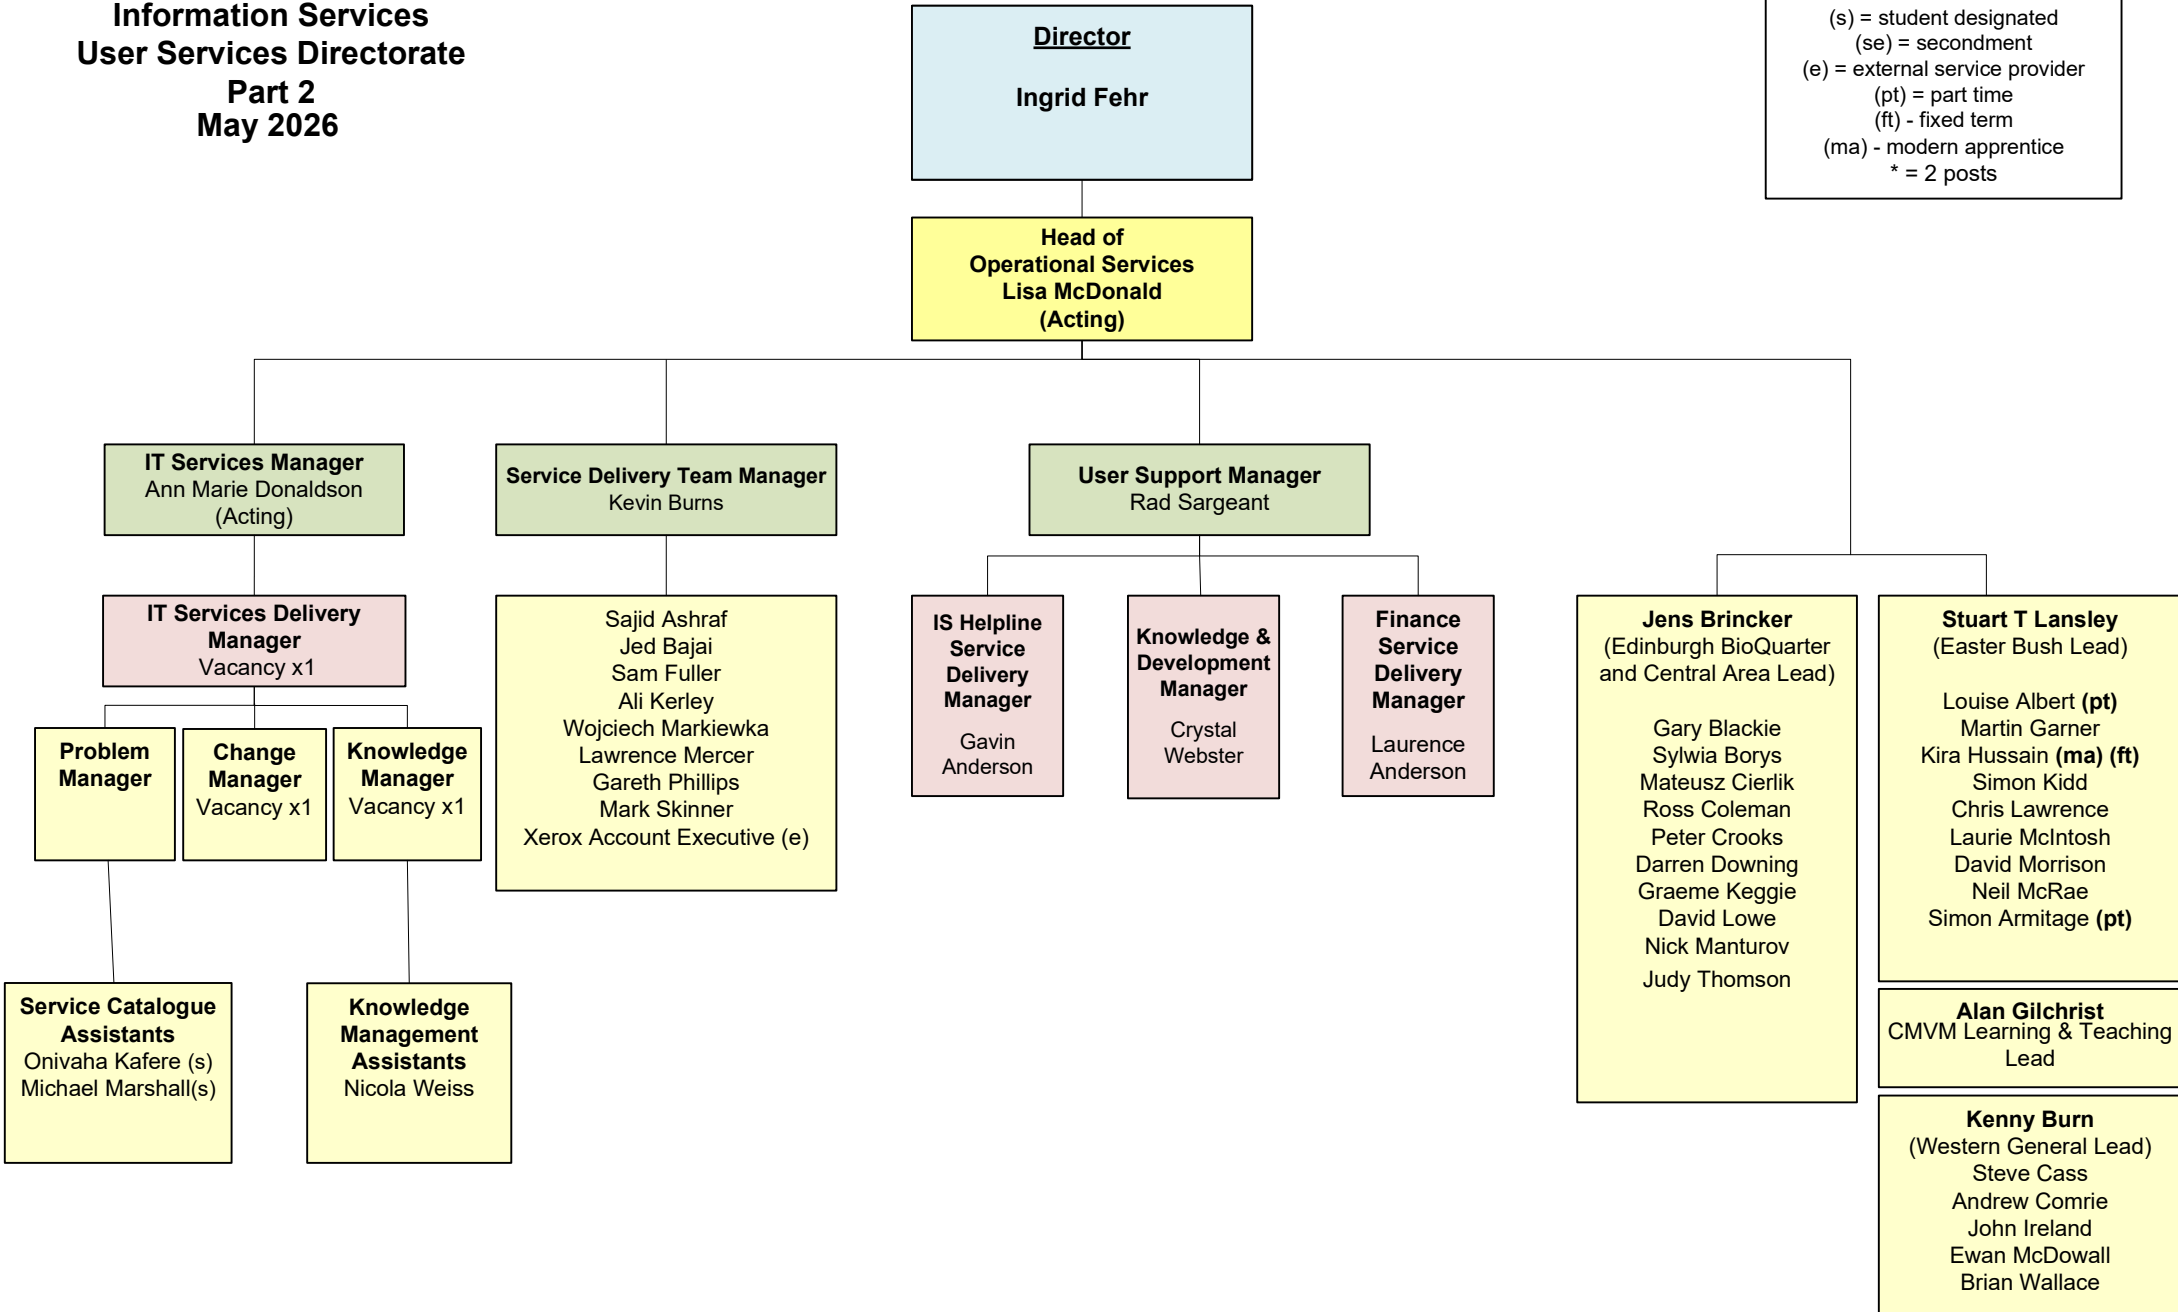 Information Services
User Services Directorate
Part 2
May 2026
Director
Ingrid Fehr
(s) = student designated
(se) = secondment
(e) = external service provider
(pt) = part time
(ft) - fixed term
(ma) - modern apprentice
* = 2 posts
Head of
Operational Services
Lisa McDonald
(Acting)
IT Services Manager
Ann Marie Donaldson
(Acting)
Service Delivery Team Manager
Kevin Burns
User Support Manager
Rad Sargeant
IT Services Delivery
Manager
Vacancy x1
Problem
Manager
Change
Manager
Vacancy x1
Knowledge
Manager
Vacancy x1
Service Catalogue
Assistants
Onivaha Kafere (s)
Michael Marshall(s)
Knowledge
Management
Assistants
Nicola Weiss
Sajid Ashraf
Jed Bajai
Sam Fuller
Ali Kerley
Wojciech Markiewka
Lawrence Mercer
Gareth Phillips
Mark Skinner
Xerox Account Executive (e)
IS Helpline
Service
Delivery
Manager
Gavin
Anderson
Knowledge &
Development
Manager
Crystal
Webster
Finance
Service
Delivery
Manager
Laurence
Anderson
Jens Brincker
(Edinburgh BioQuarter
and Central Area Lead)
Gary Blackie
Sylwia Borys
Mateusz Cierlik
Ross Coleman
Peter Crooks
Darren Downing
Graeme Keggie
David Lowe
Nick Manturov
Judy Thomson
Stuart T Lansley
(Easter Bush Lead)
Louise Albert (pt)
Martin Garner
Kira Hussain (ma) (ft)
Simon Kidd
Chris Lawrence
Laurie McIntosh
David Morrison
Neil McRae
Simon Armitage (pt)
Alan Gilchrist
CMVM Learning & Teaching
Lead
Kenny Burn
(Western General Lead)
Steve Cass
Andrew Comrie
John Ireland
Ewan McDowall
Brian Wallace